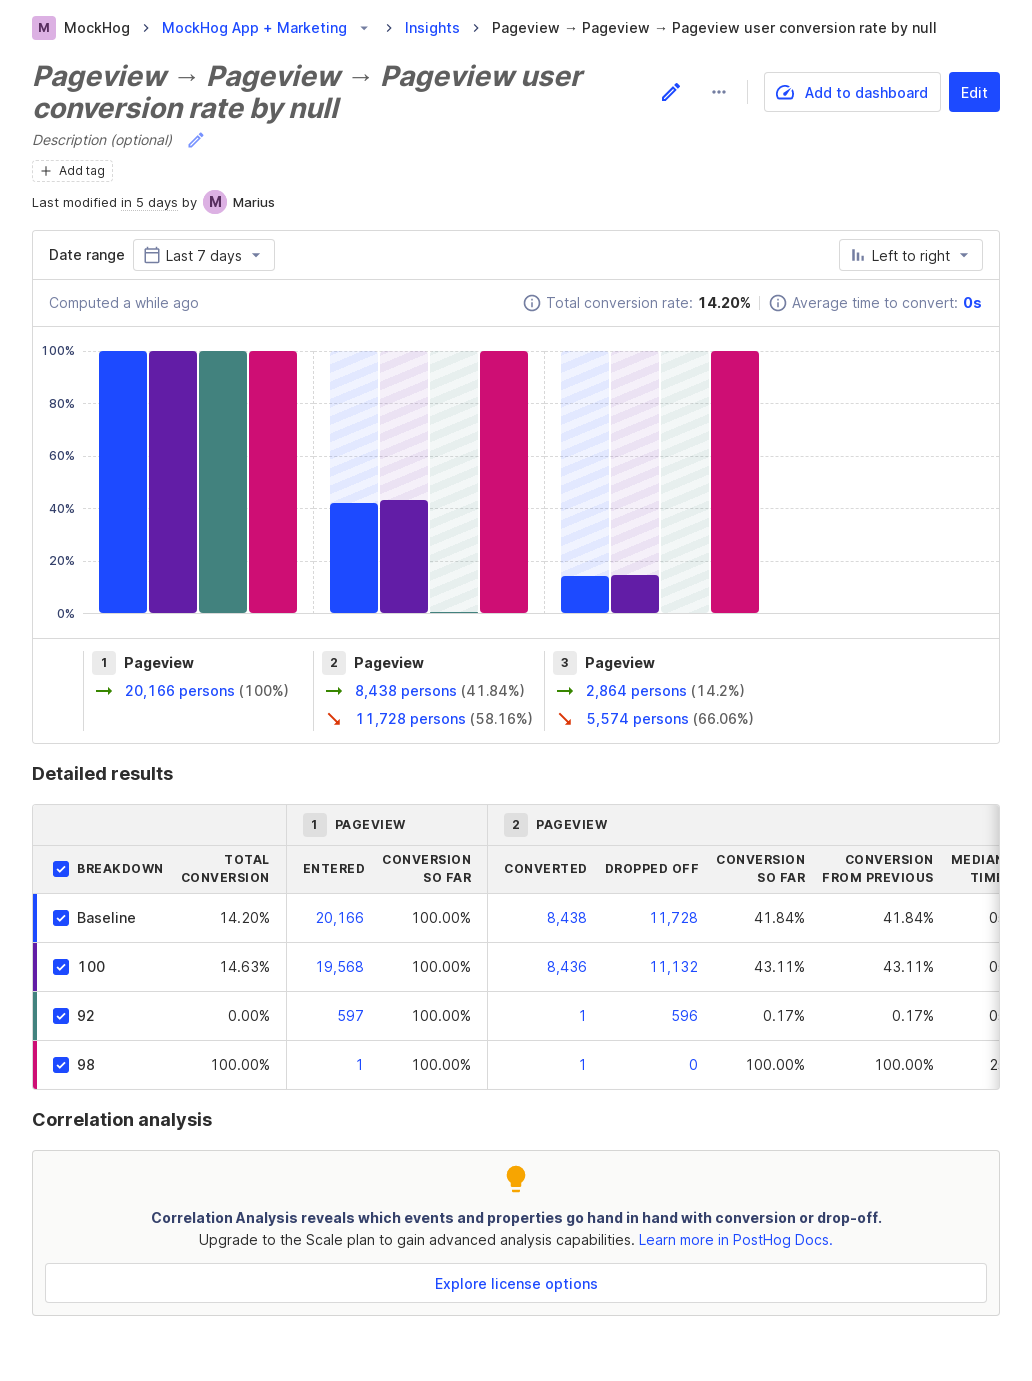 M MockHog > MockHog App + Marketing > Insights > Pageview → Pageview → Pageview user conversion rate by null
Pageview → Pageview → Pageview user
conversion rate by null
Add to dashboard
Edit
Description (optional)
+ Add tag
Last modified in 5 days by M Marius
Date range Last 7 days Left to right
Computed a while ago Total conversion rate: 14.20% Average time to convert: 0s
100%
80%
60%
40%
20%
0%
1 Pageview
20,166 persons (100%)
2 Pageview
8,438 persons (41.84%)
11,728 persons (58.16%)
3 Pageview
2,864 persons (14.2%)
5,574 persons (66.06%)
Detailed results
1 PAGEVIEW 2 PAGEVIEW
BREAKDOWN TOTAL CONVERSION ENTERED CONVERSION SO FAR CONVERTED DROPPED OFF CONVERSION SO FAR CONVERSION FROM PREVIOUS MEDIAN TIME
Baseline 14.20% 20,166 100.00% 8,438 11,728 41.84% 41.84% 0
100 14.63% 19,568 100.00% 8,436 11,132 43.11% 43.11% 0
92 0.00% 597 100.00% 1 596 0.17% 0.17% 0
98 100.00% 1 100.00% 1 0 100.00% 100.00% 2
Correlation analysis
Correlation Analysis reveals which events and properties go hand in hand with conversion or drop-off.
Upgrade to the Scale plan to gain advanced analysis capabilities. Learn more in PostHog Docs.
Explore license options